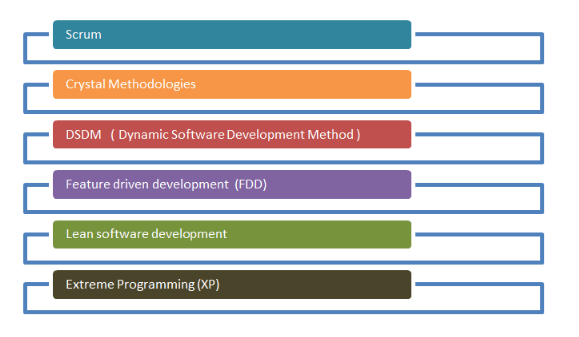 Scrum
Crystal Methodologies
DSDM ( Dynamic Software Development Method )
Feature driven development (FDD)
Lean software development
Extreme Programming (XP)